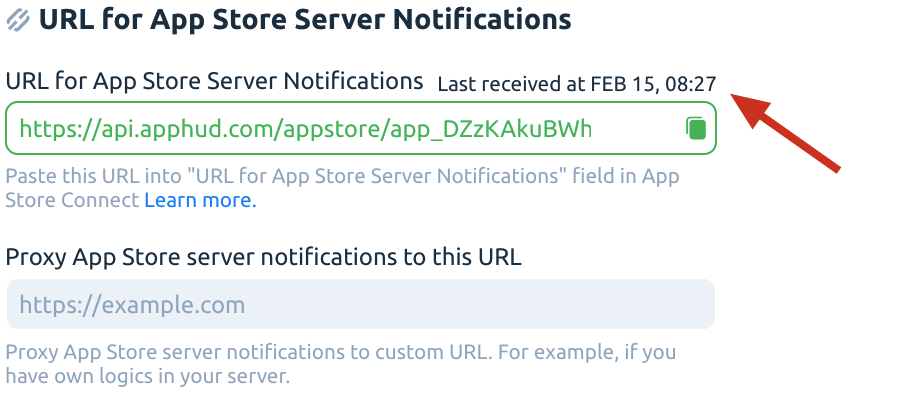 URL for App Store Server Notifications
URL for App Store Server Notifications Last received at FEB 15, 08:27
https://api.apphud.com/appstore/app_DZzKAkuBWh
Paste this URL into "URL for App Store Server Notifications" field in App
Store Connect Learn more.
Proxy App Store server notifications to this URL
https://example.com
Proxy App Store server notifications to custom URL. For example, if you
have own logics in your server.